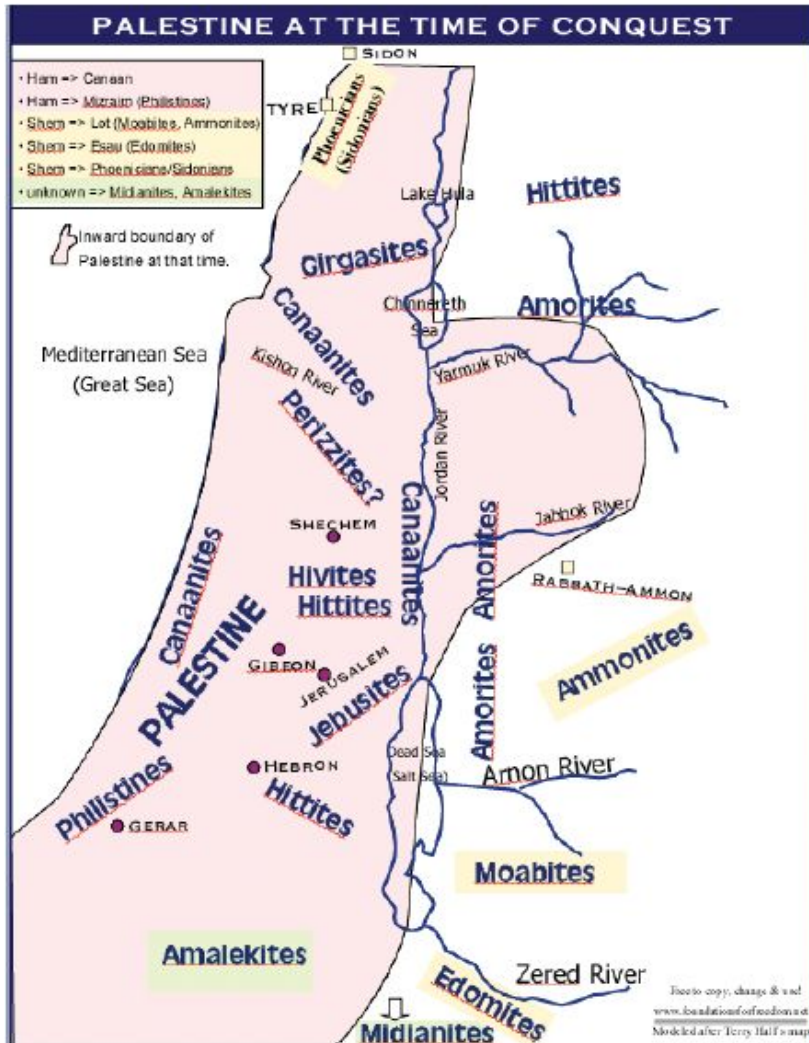 PALESTINE AT THE TIME OF CONQUEST
SIDON
• Ham => Canaan
• Ham => Mizraim (Philistines)
• Shem => Lot (Moabites, Ammonites)
• Shem => Esau (Edomites)
• Shem => Phoenicians/Sidonians
• unknown => Midianites, Amalekites
TYRE
Phoenicians
(Sidonians)
Lake Hula
Hittites
Inward boundary of
Palestine at that time.
Girgasites
Chinnereth
Sea
Amorites
Canaanites
Mediterranean Sea
(Great Sea)
Kishon River
Yarmuk River
Perizzites?
Jordan River
Canaanites
SHECHEM
Jabbok River
Amorites
Canaanites
Hivites
Hittites
RABBATH-AMMON
PALESTINE
GIBEON
JERUSALEM
Jebusites
Amorites
Ammonites
HEBRON
Dead Sea
Salt Sea)
Arnon River
Philistines
Hittites
GERAR
Moabites
Amalekites
Edomites
Zered River
Midianites
Free to copy, change & use!
www.foundationsforfreedom.net
Modeled after Terry Hall's map